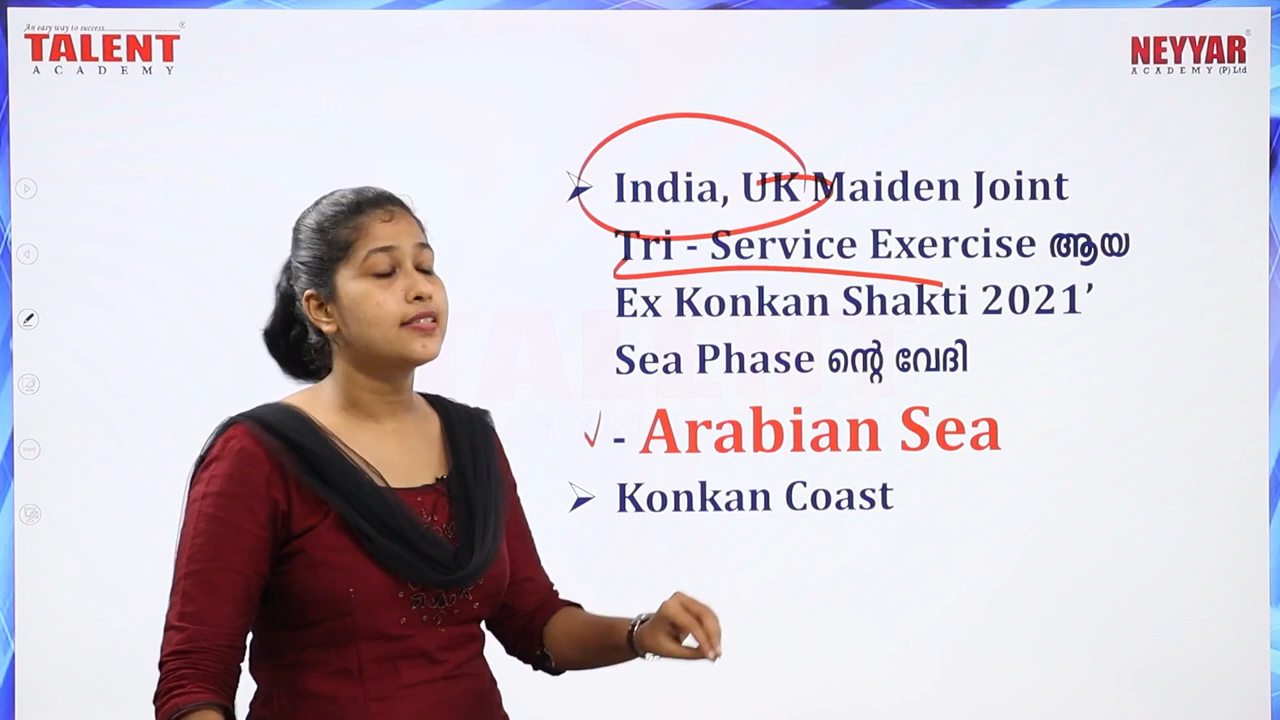 An easy way to success
TALENT
ACADEMY
NEYYAR
ACADEMY (P) Ltd
India, UK Maiden Joint
Tri - Service Exercise ആയ
Ex Konkan Shakti 2021’
Sea Phase ന്റെ വേദി
- Arabian Sea
Konkan Coast
TALENT